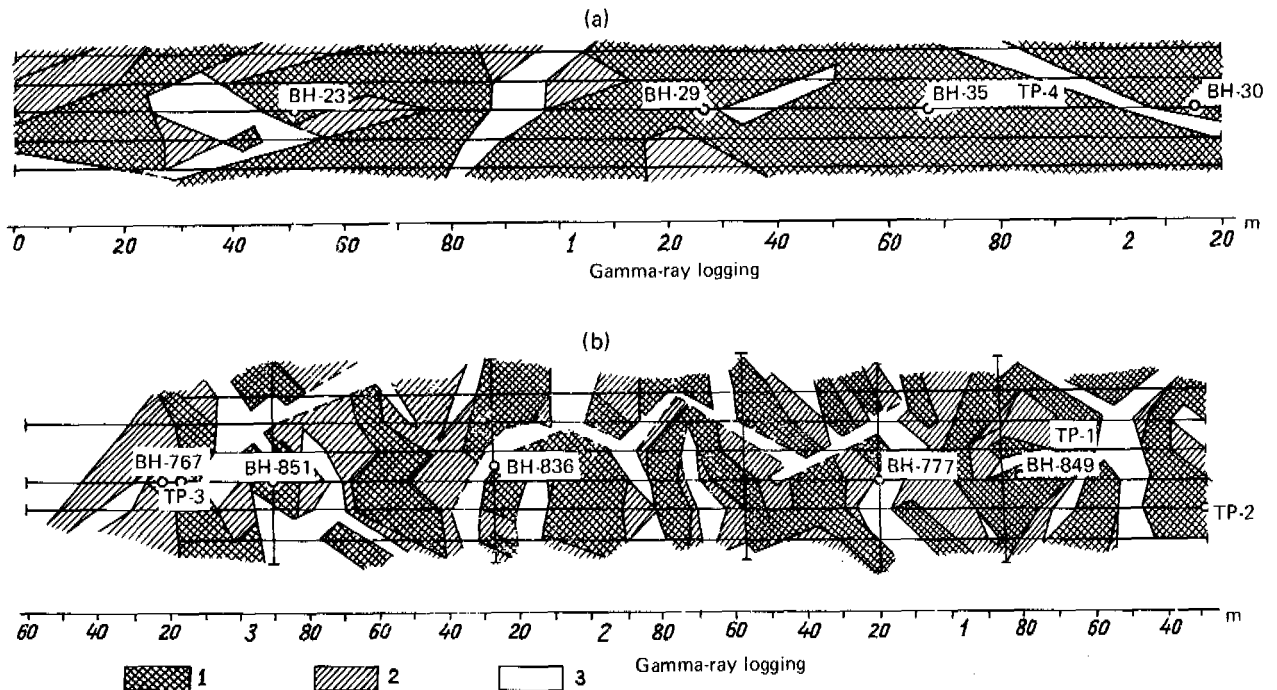 (a)
BH-23
BH-29
BH-35
TP-4
BH-30
0 20 40 60 80 1 20 40 60 80 2 20 m
Gamma-ray logging
(b)
BH-767
TP-3
BH-851
BH-836
BH-777
TP-1
BH-849
TP-2
60 40 20 3 80 60 40 20 2 80 60 40 20 1 80 60 40 m
1 2 3
Gamma-ray logging